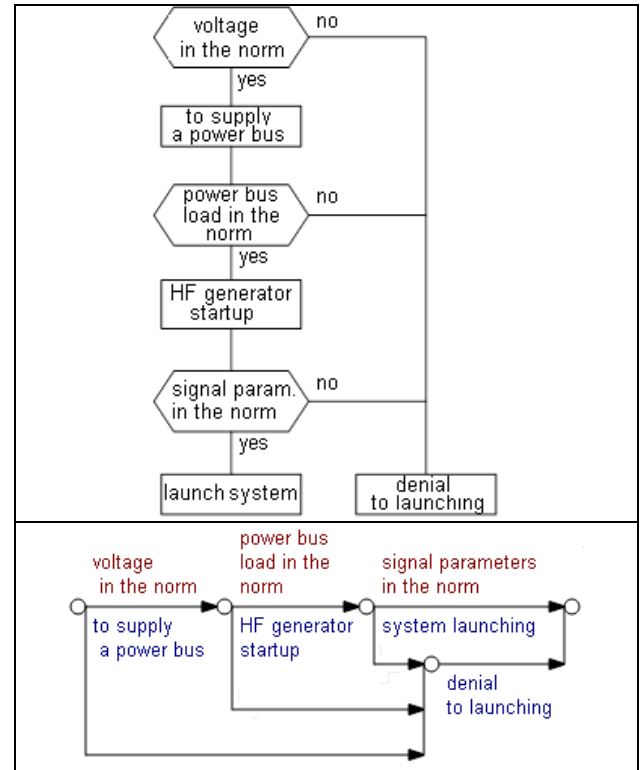 voltage
in the norm
no
yes
to supply
a power bus
power bus
load in the
norm
no
yes
HF generator
startup
signal param.
in the norm
no
yes
launch system
denial
to launching
voltage
in the norm
to supply
a power bus
power bus
load in the
norm
HF generator
startup
signal parameters
in the norm
system launching
denial
to launching